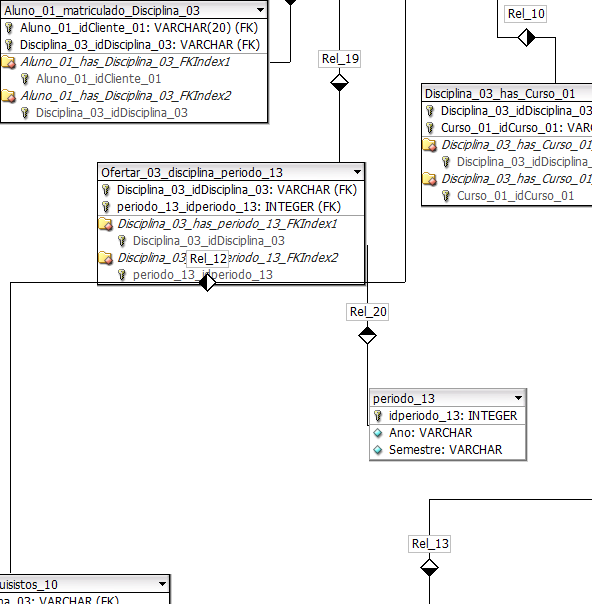 Aluno_01_matriculado_Disciplina_03
Aluno_01_idCliente_01: VARCHAR(20) (FK)
Disciplina_03_idDisciplina_03: VARCHAR (FK)
Aluno_01_has_Disciplina_03_FKIndex1
Aluno_01_idCliente_01
Aluno_01_has_Disciplina_03_FKIndex2
Disciplina_03_idDisciplina_03
Rel_19
Rel_10
Disciplina_03_has_Curso_01
Disciplina_03_idDisciplina_03
Curso_01_idCurso_01: VAR
Disciplina_03_has_Curso_01
Disciplina_03_idDisciplina_
Disciplina_03_has_Curso_01
Curso_01_idCurso_01
Ofertar_03_disciplina_periodo_13
Disciplina_03_idDisciplina_03: VARCHAR (FK)
periodo_13_idperiodo_13: INTEGER (FK)
Disciplina_03_has_periodo_13_FKIndex1
Disciplina_03_idDisciplina_03
Disciplina_03 periodo_13_FKIndex2
Rel_12
periodo_13_idperiodo_13
Rel_20
periodo_13
idperiodo_13: INTEGER
Ano: VARCHAR
Semestre: VARCHAR
Rel_13
uisistos_10
na_03: VARCHAR (FK)